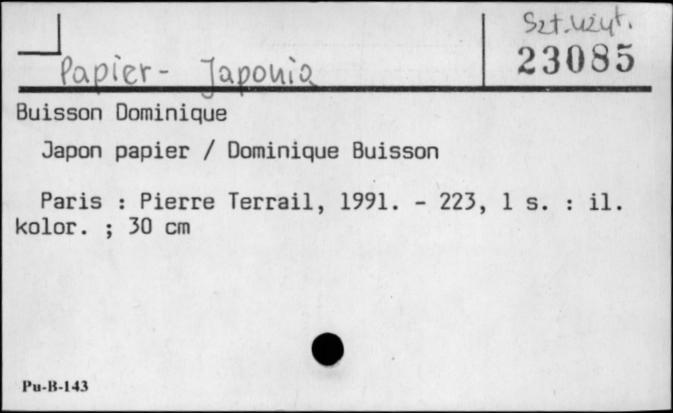 Szt.użyt.
Papier- Japonia
23085
Buisson Dominique
Japon papier / Dominique Buisson
Paris : Pierre Terrail, 1991. - 223, 1 s. : il.
kolor. ; 30 cm
Pu-B-143